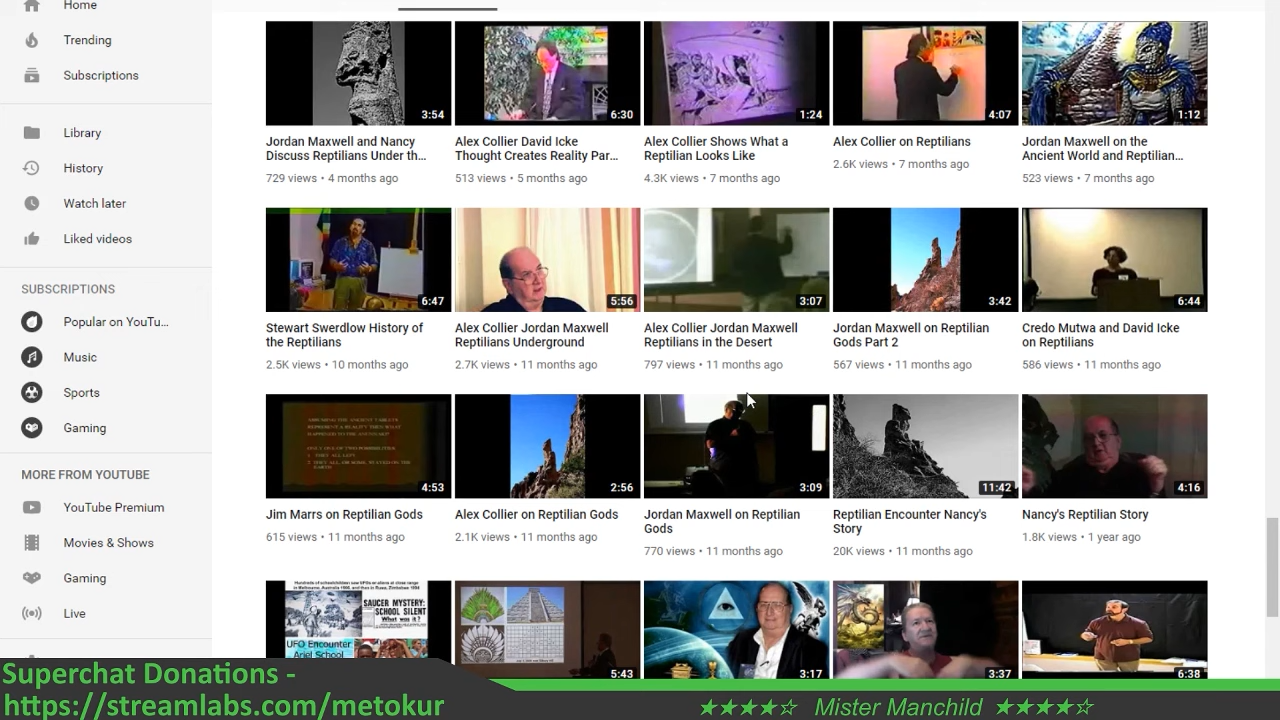 Home
Trending
Subscriptions
Library
History
Watch later
Liked videos
SUBSCRIPTIONS
Popular on YouTu...
Music
Sports
Gaming
MORE FROM YOUTUBE
YouTube Premium
Movies & Shows
Gaming
Live
3:54
6:30
1:24
4:07
1:12
Jordan Maxwell and Nancy
Discuss Reptilians Under th...
729 views • 4 months ago
Alex Collier David Icke
Thought Creates Reality Par...
513 views • 5 months ago
Alex Collier Shows What a
Reptilian Looks Like
4.3K views • 7 months ago
Alex Collier on Reptilians
2.6K views • 7 months ago
Jordan Maxwell on the
Ancient World and Reptilian...
523 views • 7 months ago
6:47
5:56
3:07
3:42
6:44
Stewart Swerdlow History of
the Reptilians
2.5K views • 10 months ago
Alex Collier Jordan Maxwell
Reptilians Underground
2.7K views • 11 months ago
Alex Collier Jordan Maxwell
Reptilians in the Desert
797 views • 11 months ago
Jordan Maxwell on Reptilian
Gods Part 2
567 views • 11 months ago
Credo Mutwa and David Icke
on Reptilians
586 views • 11 months ago
4:53
2:56
3:09
11:42
4:16
Jim Marrs on Reptilian Gods
615 views • 11 months ago
Alex Collier on Reptilian Gods
2.1K views • 11 months ago
Jordan Maxwell on Reptilian
Gods
770 views • 11 months ago
Reptilian Encounter Nancy's
Story
20K views • 11 months ago
Nancy's Reptilian Story
1.8K views • 1 year ago
SAUCER MYSTERY:
SCHOOL SILENT
What was it?
UFO Encounter
Ariel School
5:43
3:17
3:37
6:38
Superchat Donations -
https://streamlabs.com/metokur
★★★★☆ Mister Manchild ★★★★☆